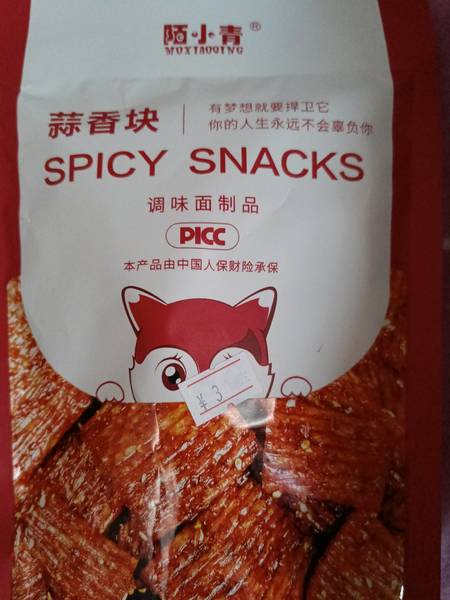 陌·小·青®
MOXIAOQING
蒜香块
有梦想就要捍卫它
你的人生永远不会辜负你
SPICY SNACKS
调味面制品
PICC
本产品由中国人保财险承保
¥ 3